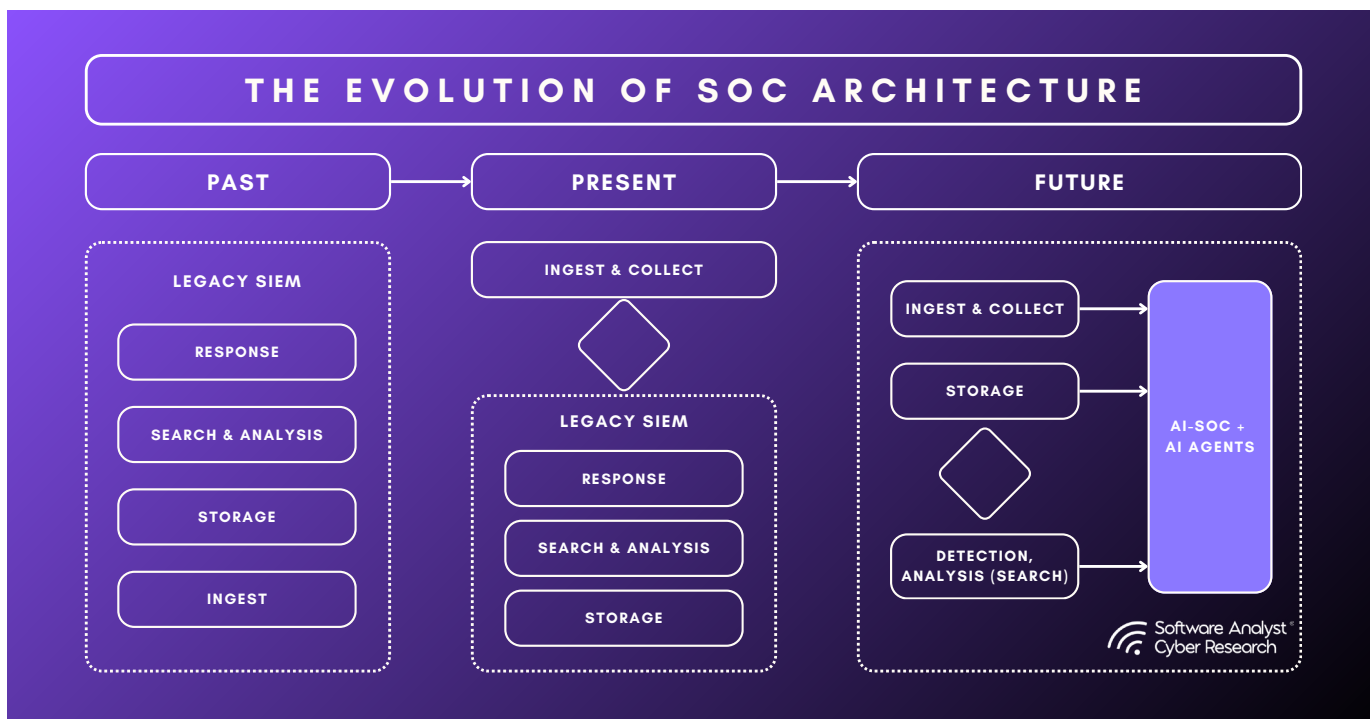 THE EVOLUTION OF SOC ARCHITECTURE
PAST
PRESENT
FUTURE
LEGACY SIEM
RESPONSE
SEARCH & ANALYSIS
STORAGE
INGEST
INGEST & COLLECT
LEGACY SIEM
RESPONSE
SEARCH & ANALYSIS
STORAGE
INGEST & COLLECT
STORAGE
DETECTION,
ANALYSIS (SEARCH)
AI-SOC +
AI AGENTS
Software Analyst
Cyber Research